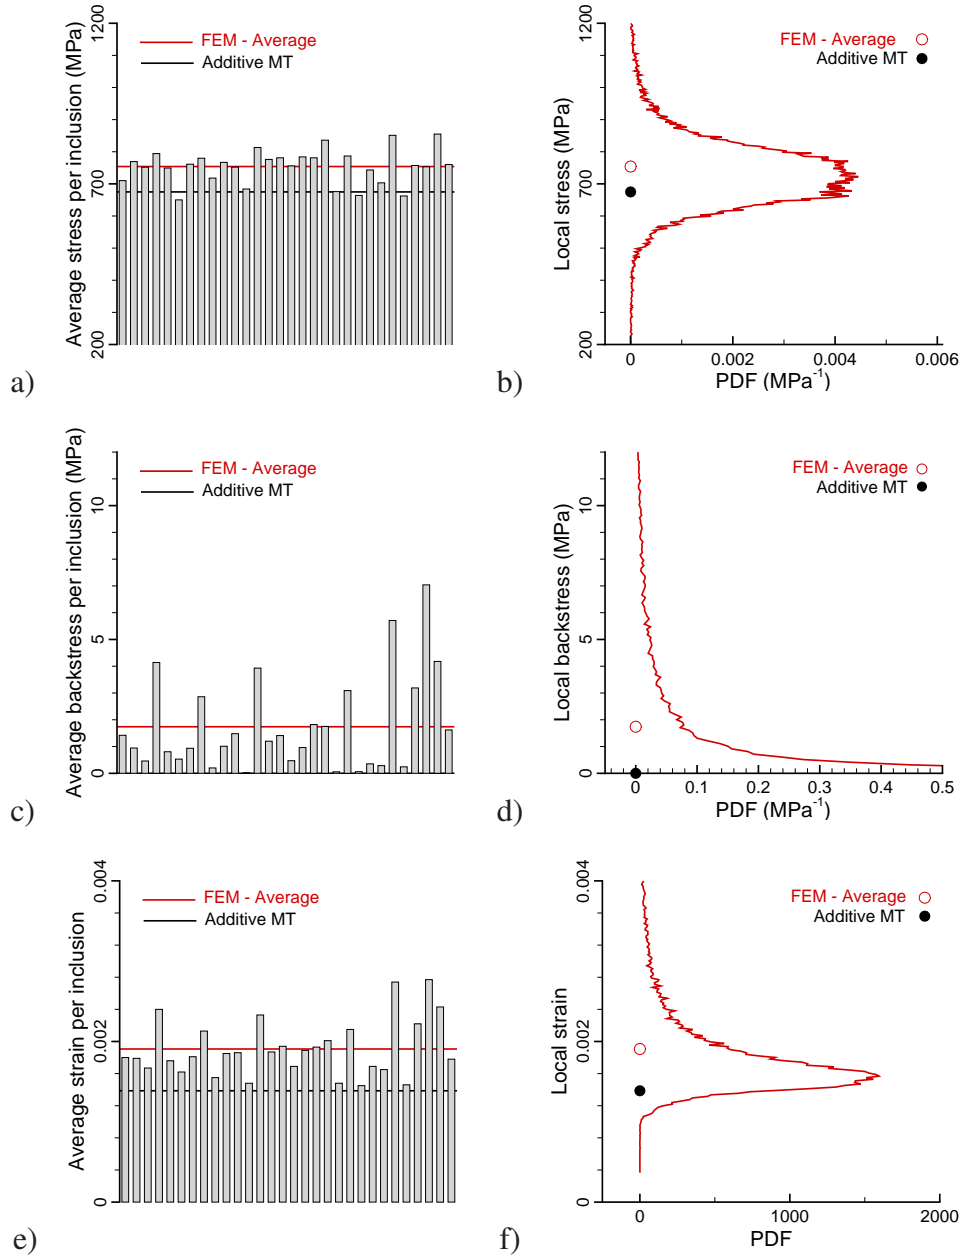 Average stress per inclusion (MPa)
1200
700
200
FEM - Average
Additive MT
a)
Local stress (MPa)
1200
700
200
FEM - Average
Additive MT
0 0.002 0.004 0.006
PDF (MPa⁻¹)
b)
Average backstress per inclusion (MPa)
10
5
0
FEM - Average
Additive MT
c)
Local backstress (MPa)
10
5
0
FEM - Average
Additive MT
0 0.1 0.2 0.3 0.4 0.5
PDF (MPa⁻¹)
d)
Average strain per inclusion
0.004
0.002
0
FEM - Average
Additive MT
e)
Local strain
0.004
0.002
0
FEM - Average
Additive MT
0 1000 2000
PDF
f)